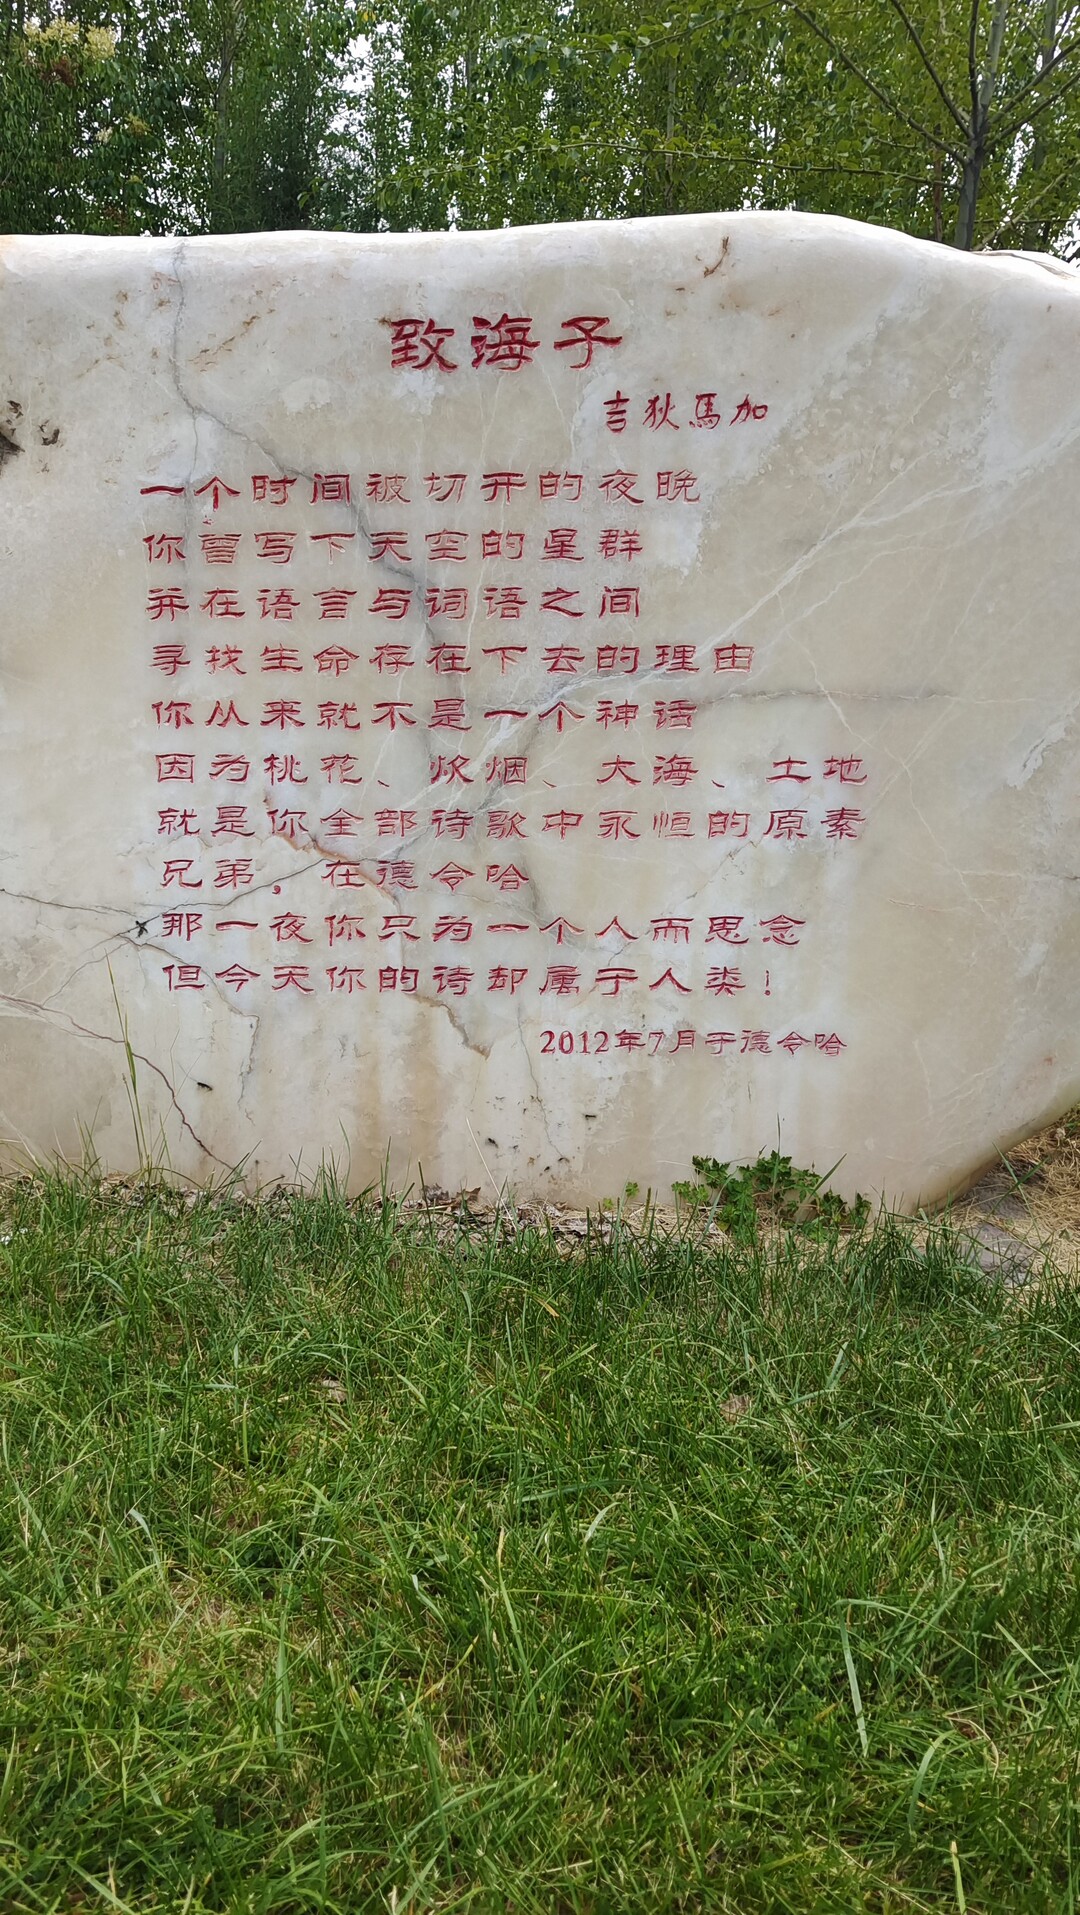 致海子
吉狄馬加
一个时间被切开的夜晚
你曾写下天空的星群
并在语言与词语之间
寻找生命存在下去的理由
你从来就不是一个神话
因为桃花、炊烟、大海、土地
就是你全部诗歌中永恒的原素
兄弟,在德令哈
那一夜你只为一个人而思念
但今天你的诗却属于人类！
2012年7月于德令哈